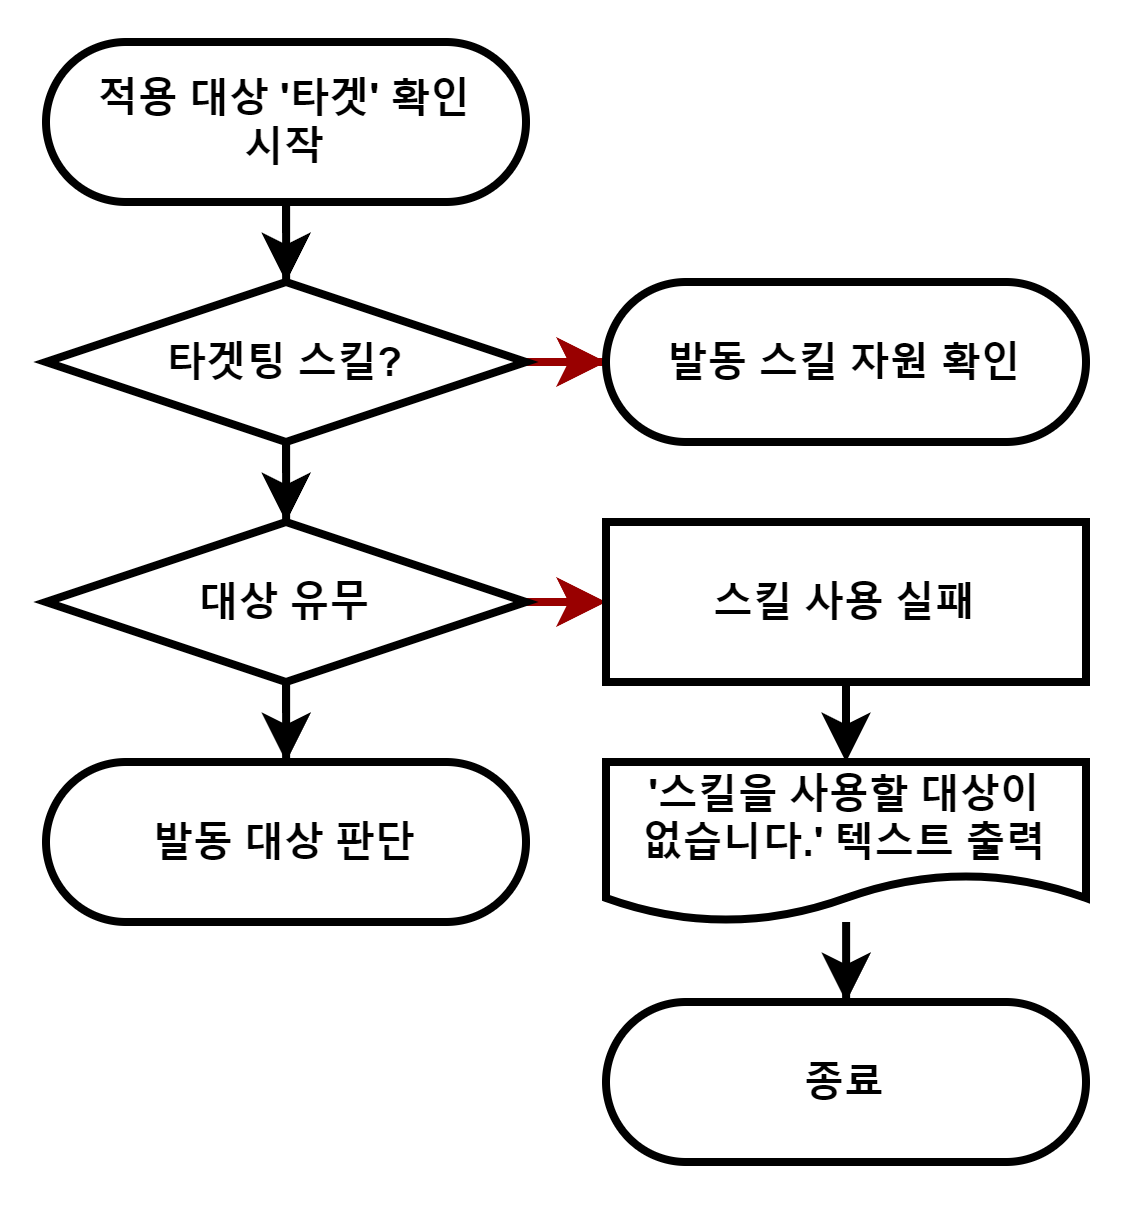 적용 대상 '타겟' 확인
시작
타겟팅 스킬?
발동 스킬 자원 확인
대상 유무
스킬 사용 실패
발동 대상 판단
'스킬을 사용할 대상이
없습니다.' 텍스트 출력
종료